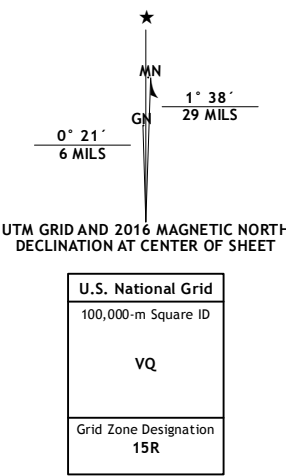 ★
MN
1° 38´
29 MILS
GN
0° 21´
6 MILS
UTM GRID AND 2016 MAGNETIC NORTH
DECLINATION AT CENTER OF SHEET
U.S. National Grid
100,000-m Square ID
VQ
Grid Zone Designation
15R